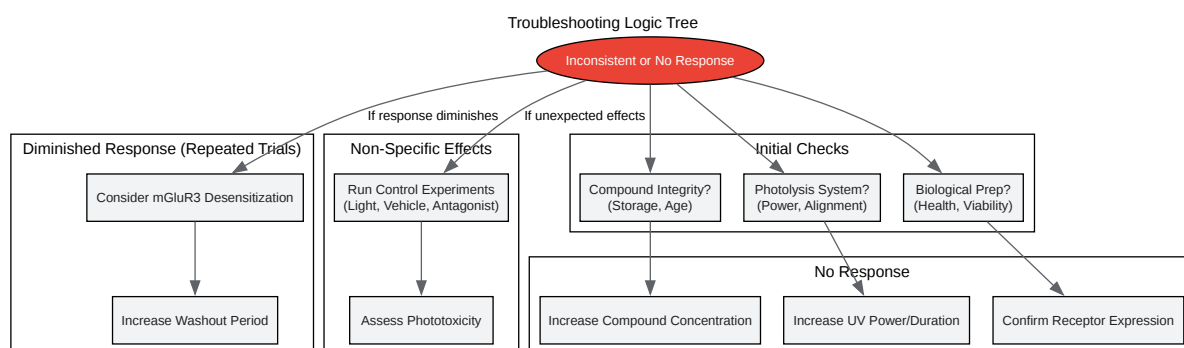 Troubleshooting Logic Tree
Inconsistent or No Response
If response diminishes
If unexpected effects
Diminished Response (Repeated Trials)
Consider mGluR3 Desensitization
Increase Washout Period
Non-Specific Effects
Run Control Experiments
(Light, Vehicle, Antagonist)
Assess Phototoxicity
Initial Checks
Compound Integrity?
(Storage, Age)
Photolysis System?
(Power, Alignment)
Biological Prep?
(Health, Viability)
No Response
Increase Compound Concentration
Increase UV Power/Duration
Confirm Receptor Expression